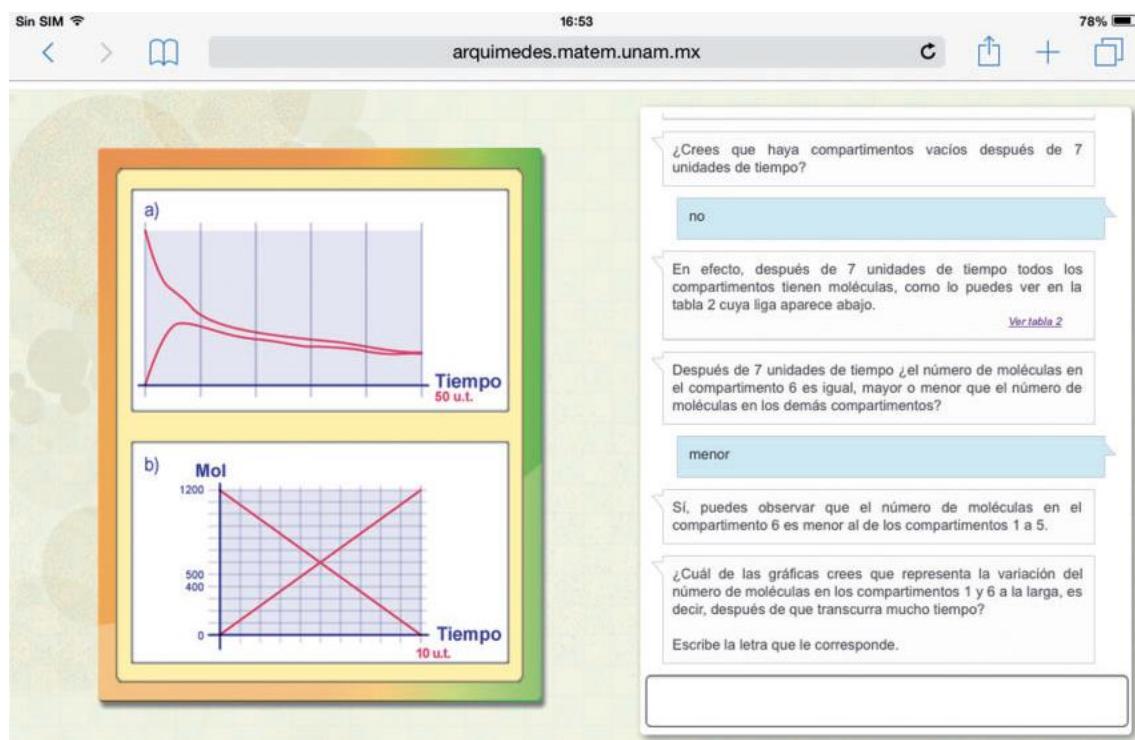 Sin SIM
16:53
78%
arquimedes.matem.unam.mx
a)
Tiempo
50 u.t.
b)
Mol
1200
500
400
0
Tiempo
10 u.t.
¿Crees que haya compartimentos vacíos después de 7
unidades de tiempo?
no
En efecto, después de 7 unidades de tiempo todos los
compartimentos tienen moléculas, como lo puedes ver en la
tabla 2 cuya liga aparece abajo.
Ver tabla 2
Después de 7 unidades de tiempo ¿el número de moléculas en
el compartimento 6 es igual, mayor o menor que el número de
moléculas en los demás compartimentos?
menor
Sí, puedes observar que el número de moléculas en el
compartimento 6 es menor al de los compartimentos 1 a 5.
¿Cuál de las gráficas crees que representa la variación del
número de moléculas en los compartimentos 1 y 6 a la larga, es
decir, después de que transcurra mucho tiempo?
Escribe la letra que le corresponde.